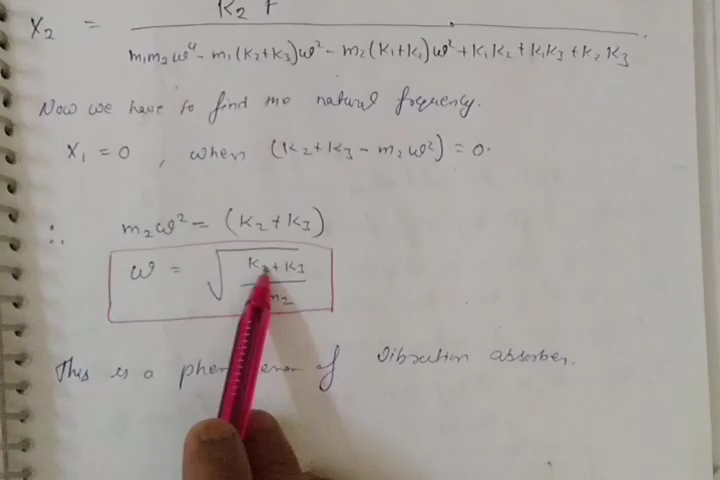 X₂ = K₂ F
m₁m₂ω⁴ - m₁(K₂+K₃)ω² - m₂(K₁+K₂)ω² + K₁K₂ + K₁K₃ + K₂K₃
Now we have to find the natural frequency.
X₁ = 0 , when (K₂+K₃ - m₂ω²) = 0.
∴ m₂ω² = (K₂+K₃)
ω = √ K₂+K₃
m₂
This is a of vibration absorber.